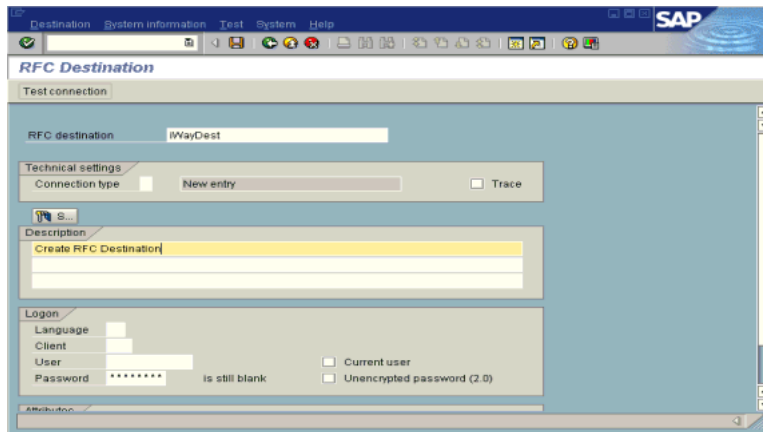 Destination System information Test System Help
SAP
RFC Destination
Test connection
RFC destination iWayDest
Technical settings
Connection type New entry Trace
S...
Description
Create RFC Destination
Logon
Language
Client
User Current user
Password ******** is still blank Unencrypted password (2.0)
Attributes